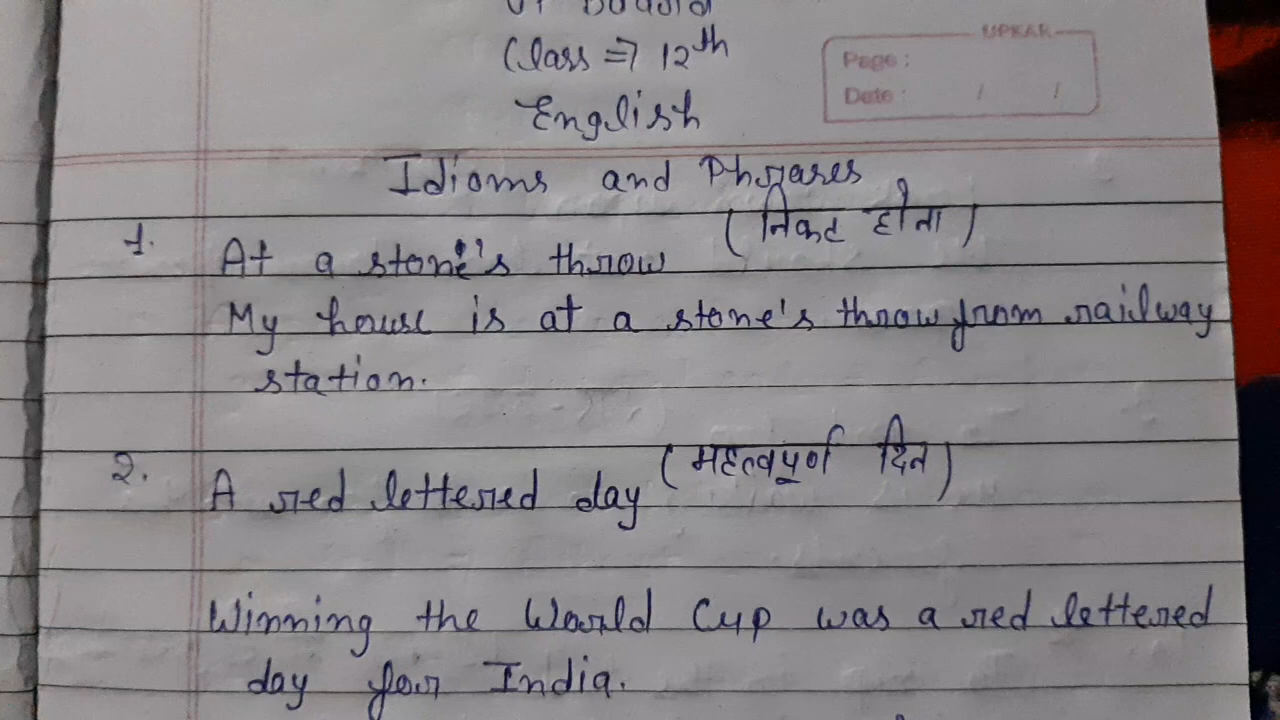 Class => 12th
UPKAR
Page :
Date : / /
English
Idioms and Phrases
1. At a stone's throw (निकट होना)
My house is at a stone's throw from railway
station.
2. A red lettered day (महत्वपूर्ण दिन)
Winning the World Cup was a red lettered
day for India.